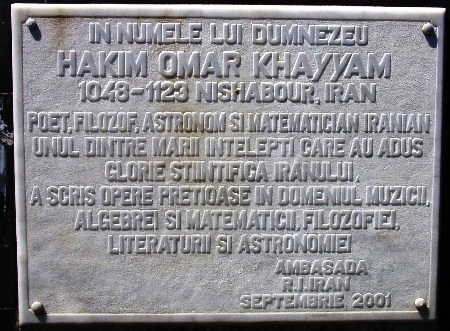 IN NUMELE LUI DUMNEZEU
HAKIM OMAR KHAYYAM
1048-1123 NISHABOUR, IRAN
POET, FILOZOF, ASTRONOM SI MATEMATICIAN IRANIAN
UNUL DINTRE MARII INTELEPTI CARE AU ADUS
GLORIE STIINTIFICA IRANULUI,
A SCRIS OPERE PRETIOASE IN DOMENIUL MUZICII,
ALGEBREI SI MATEMATICII, FILOZOFIEI,
LITERATURII SI ASTRONOMIEI
AMBASADA
R.I.IRAN
SEPTEMBRIE 2001